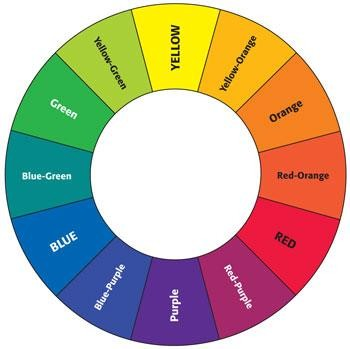 YELLOW
Yellow-Orange
Orange
Red-Orange
RED
Red-Purple
Purple
Blue-Purple
BLUE
Blue-Green
Green
Yellow-Green